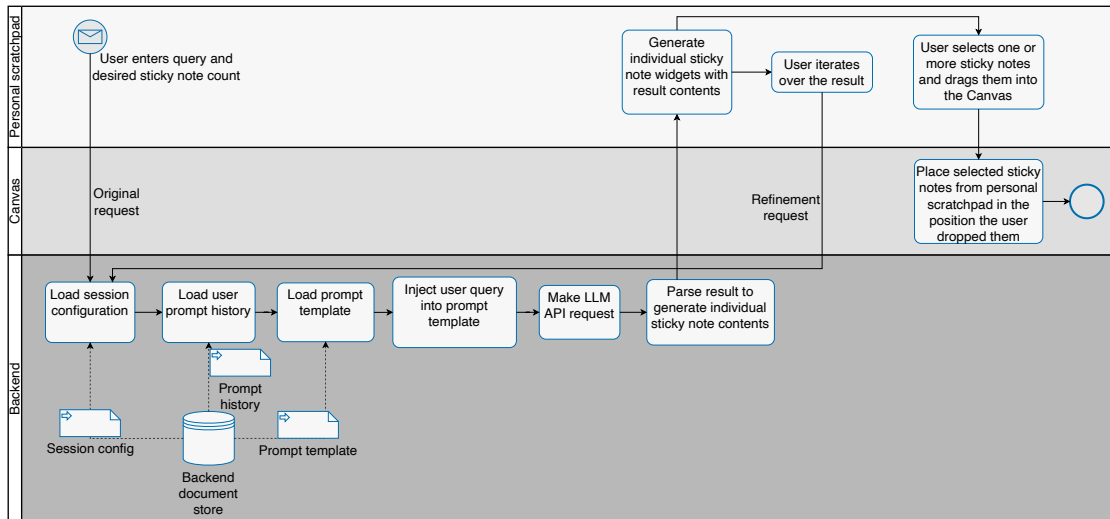 Personal scratchpad
User enters query and
desired sticky note count
Generate
individual sticky
note widgets with
result contents
User iterates
over the result
User selects one or
more sticky notes
and drags them into
the Canvas
Canvas
Original
request
Refinement
request
Place selected sticky
notes from personal
scratchpad in the
position the user
dropped them
Backend
Load session
configuration
Load user
prompt history
Load prompt
template
Inject user query
into prompt
template
Make LLM
API request
Parse result to
generate individual
sticky note contents
Prompt
history
Session config
Prompt template
Backend
document
store